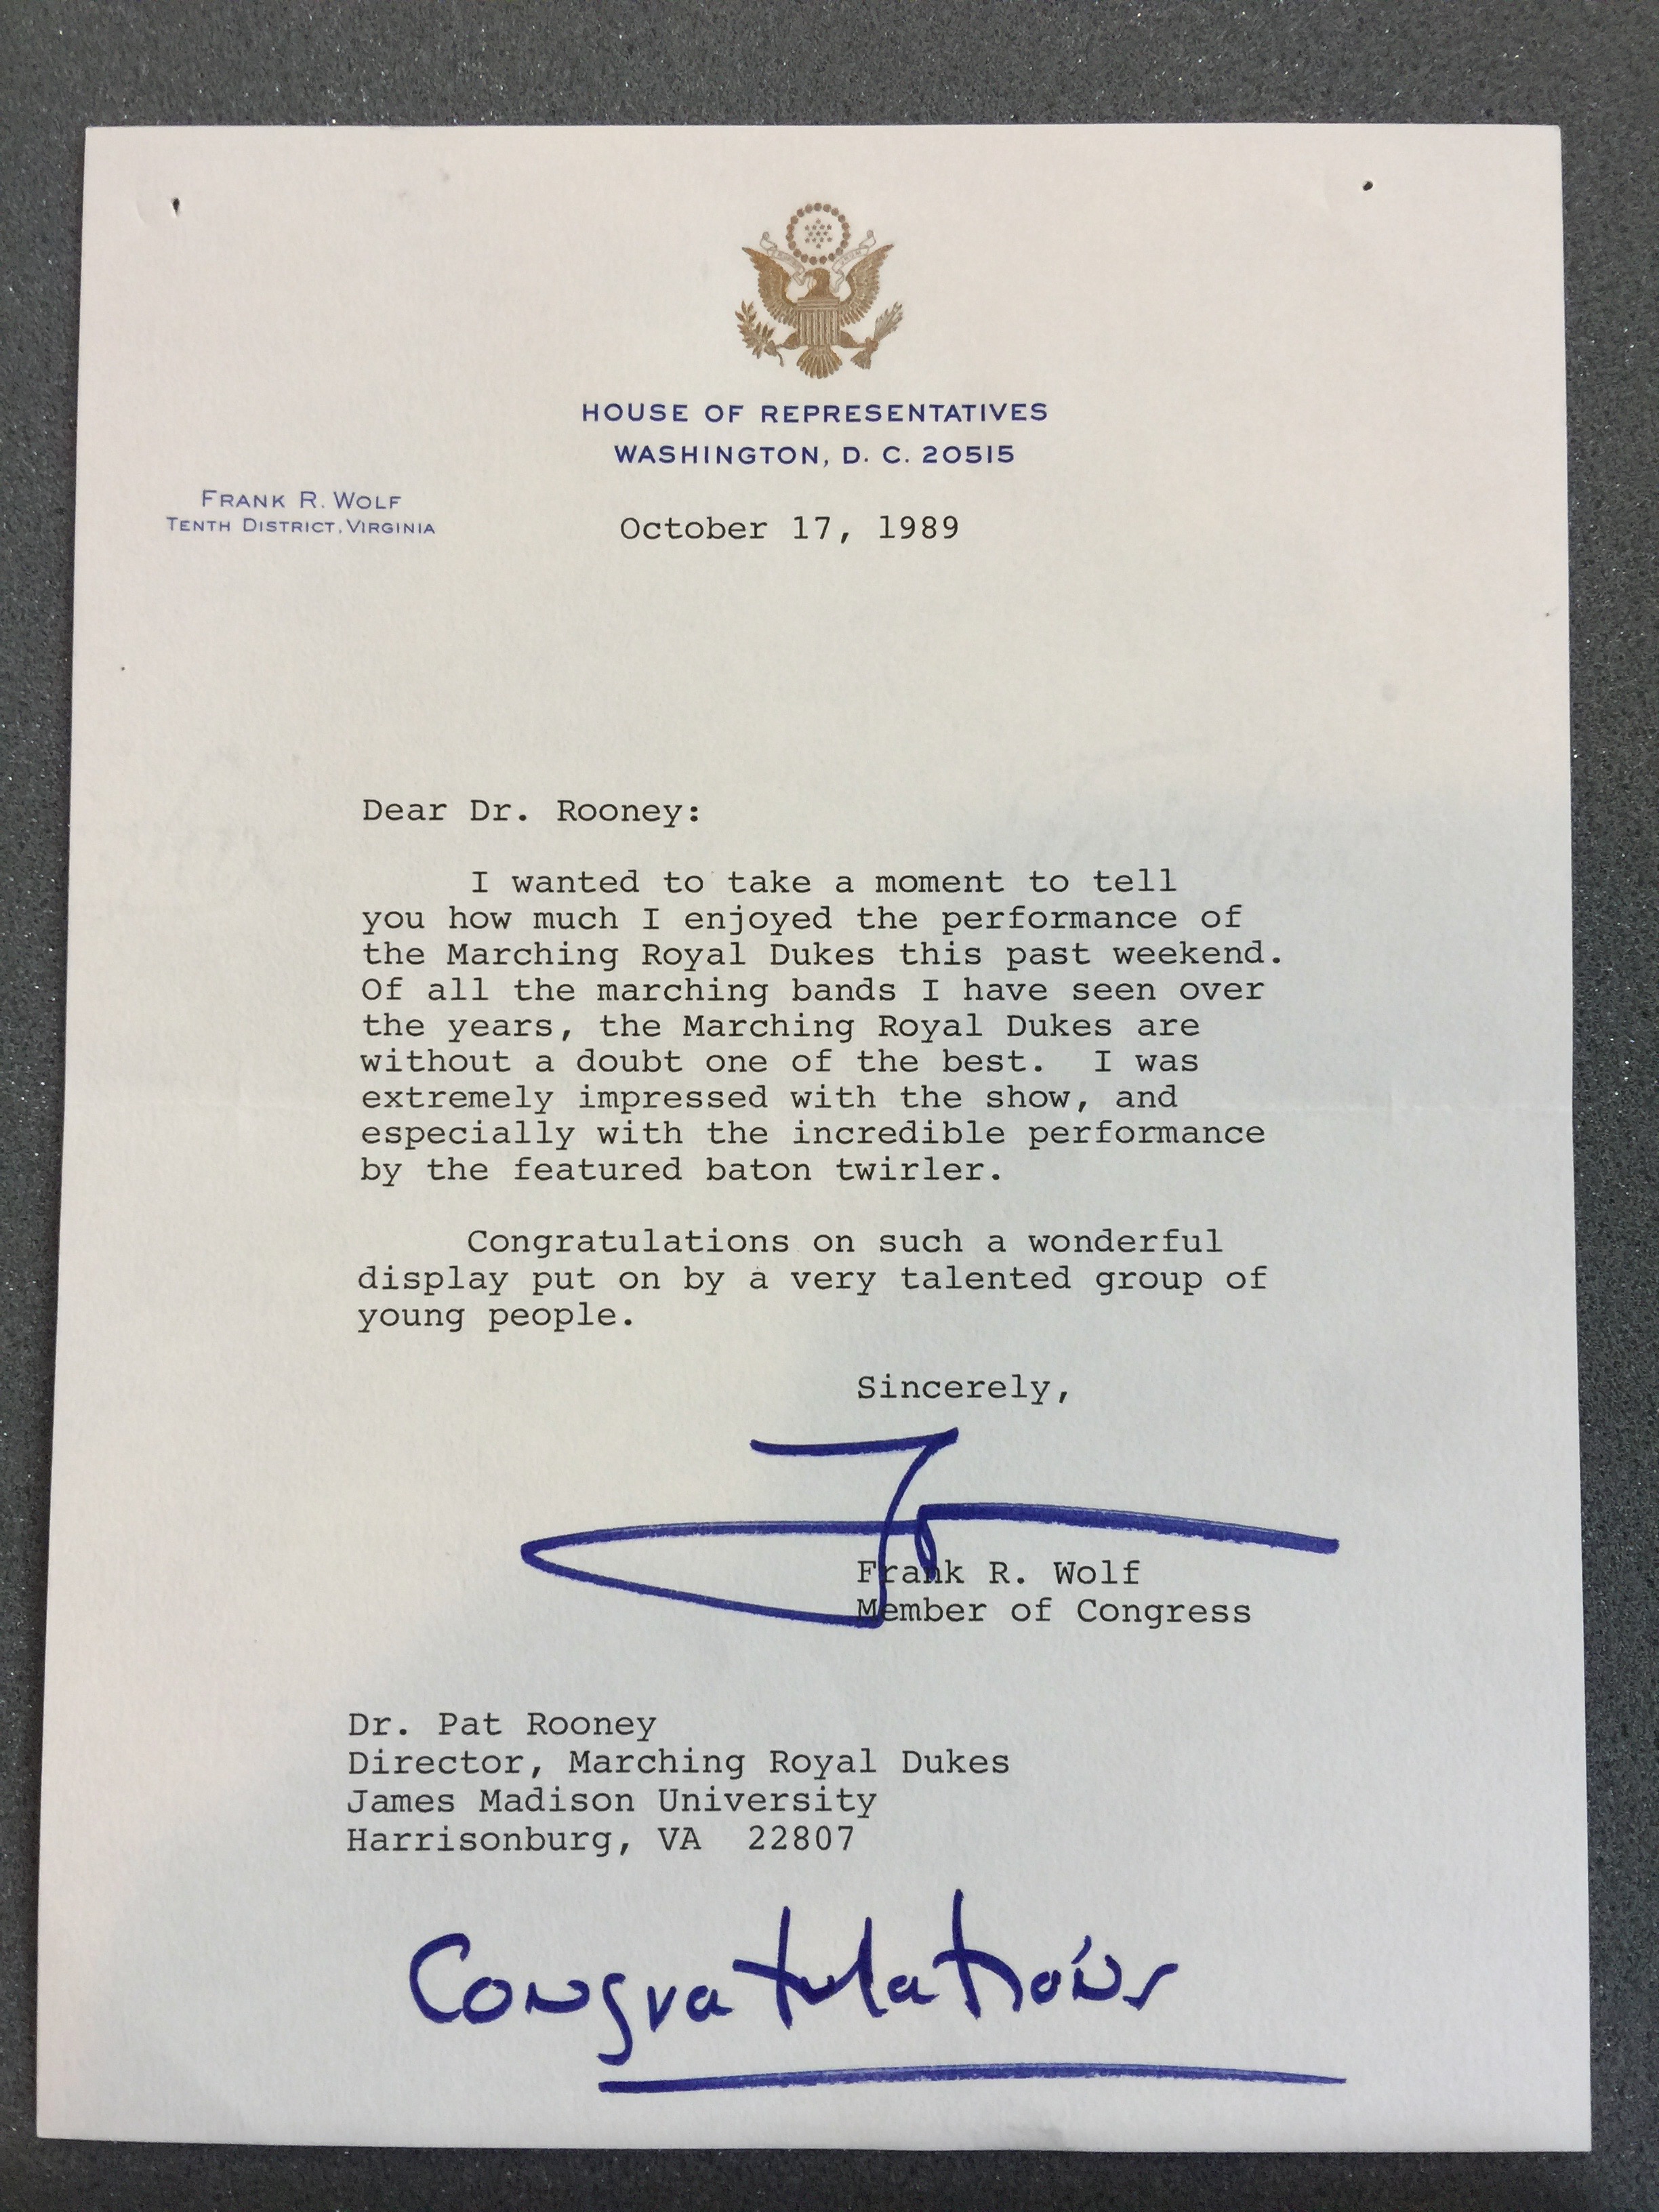 HOUSE OF REPRESENTATIVES
WASHINGTON, D. C. 20515
FRANK R. WOLF
TENTH DISTRICT, VIRGINIA
October 17, 1989
Dear Dr. Rooney:
I wanted to take a moment to tell
you how much I enjoyed the performance of
the Marching Royal Dukes this past weekend.
Of all the marching bands I have seen over
the years, the Marching Royal Dukes are
without a doubt one of the best.  I was
extremely impressed with the show, and
especially with the incredible performance
by the featured baton twirler.
Congratulations on such a wonderful
display put on by a very talented group of
young people.
Sincerely,
Frank R. Wolf
Member of Congress
Dr. Pat Rooney
Director, Marching Royal Dukes
James Madison University
Harrisonburg, VA  22807
Congratulations